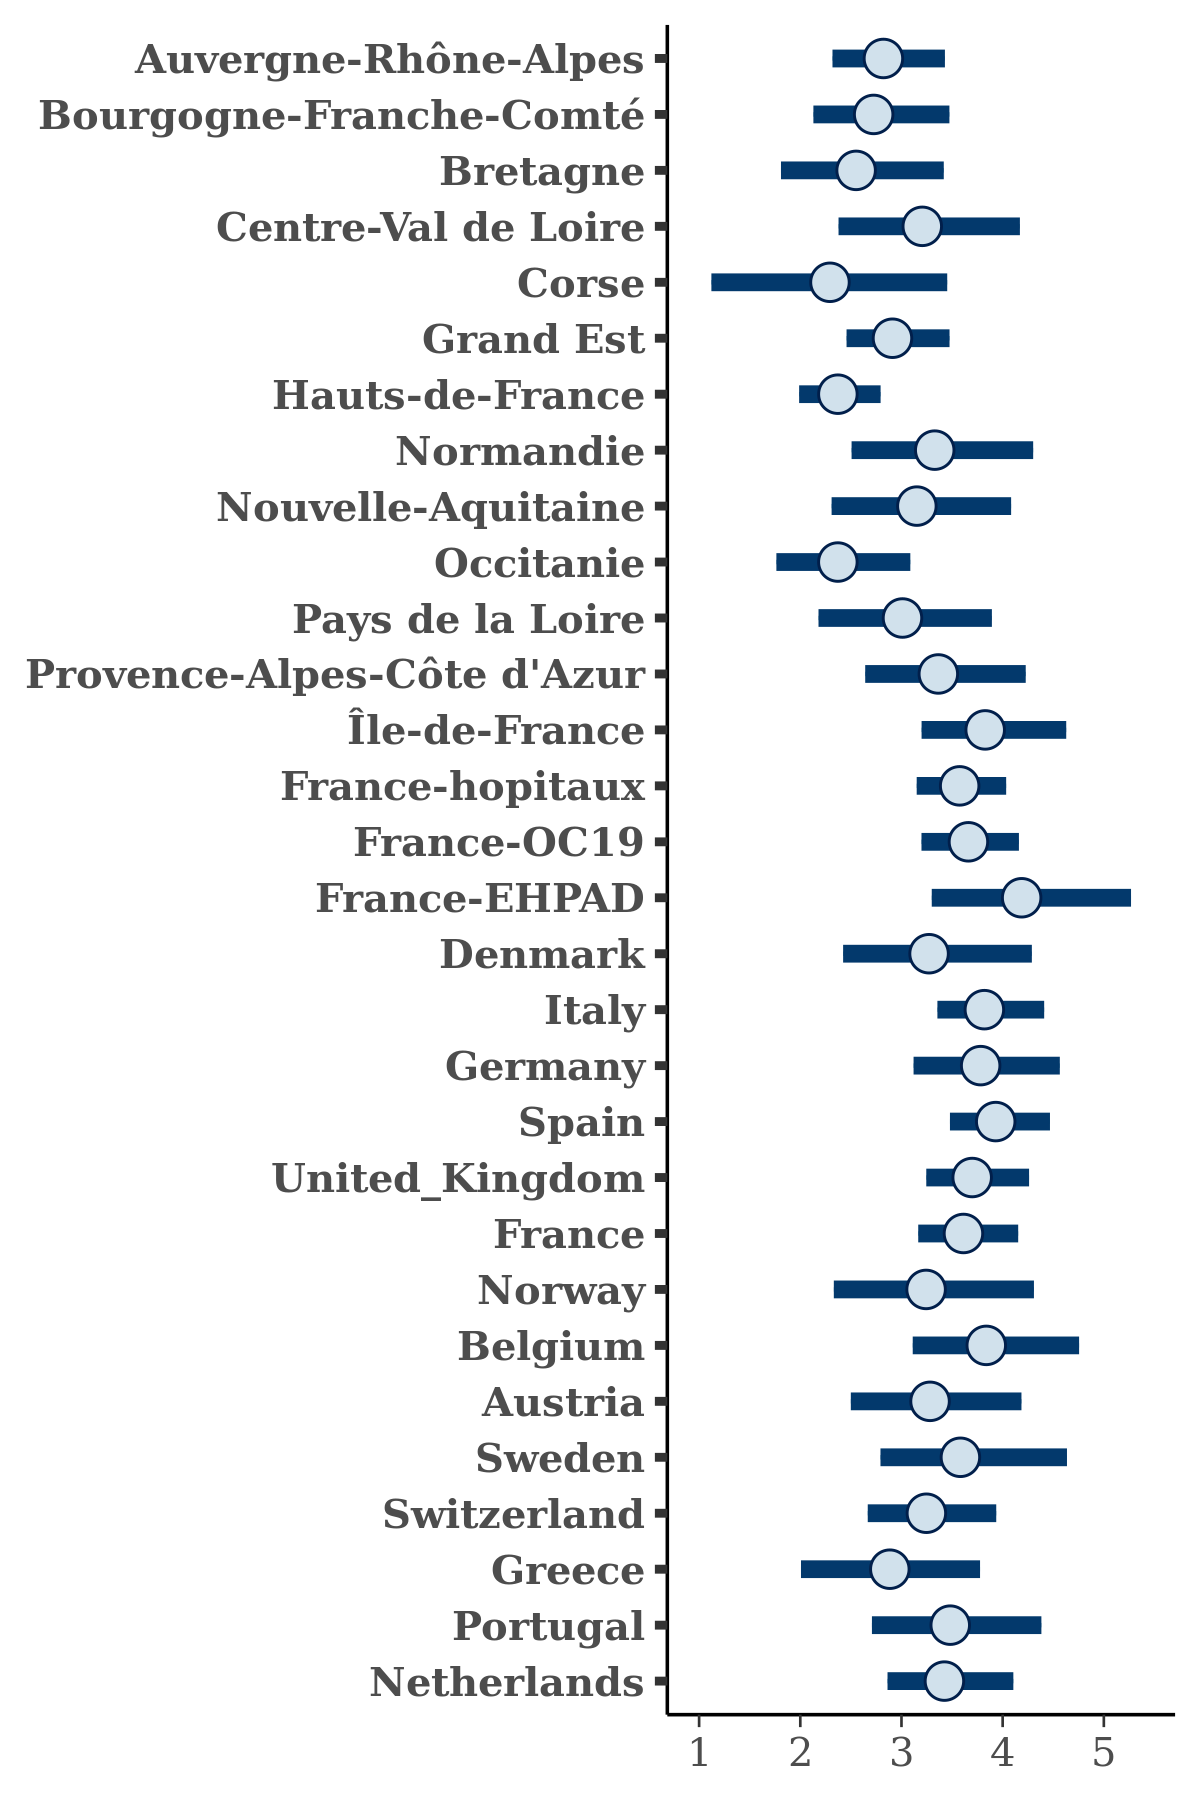 Auvergne-Rhône-Alpes
Bourgogne-Franche-Comté
Bretagne
Centre-Val de Loire
Corse
Grand Est
Hauts-de-France
Normandie
Nouvelle-Aquitaine
Occitanie
Pays de la Loire
Provence-Alpes-Côte d'Azur
Île-de-France
France-hopitaux
France-OC19
France-EHPAD
Denmark
Italy
Germany
Spain
United_Kingdom
France
Norway
Belgium
Austria
Sweden
Switzerland
Greece
Portugal
Netherlands
1 2 3 4 5